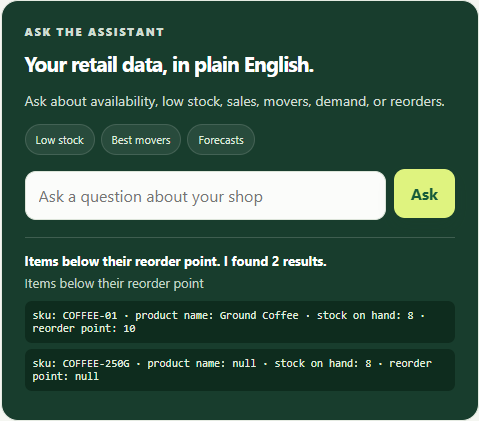 ASK THE ASSISTANT
Your retail data, in plain English.
Ask about availability, low stock, sales, movers, demand, or reorders.
Low stock Best movers Forecasts
Ask a question about your shop Ask
Items below their reorder point. I found 2 results.
Items below their reorder point
sku: COFFEE-01 · product name: Ground Coffee · stock on hand: 8 ·
reorder point: 10
sku: COFFEE-250G · product name: null · stock on hand: 8 · reorder
point: null